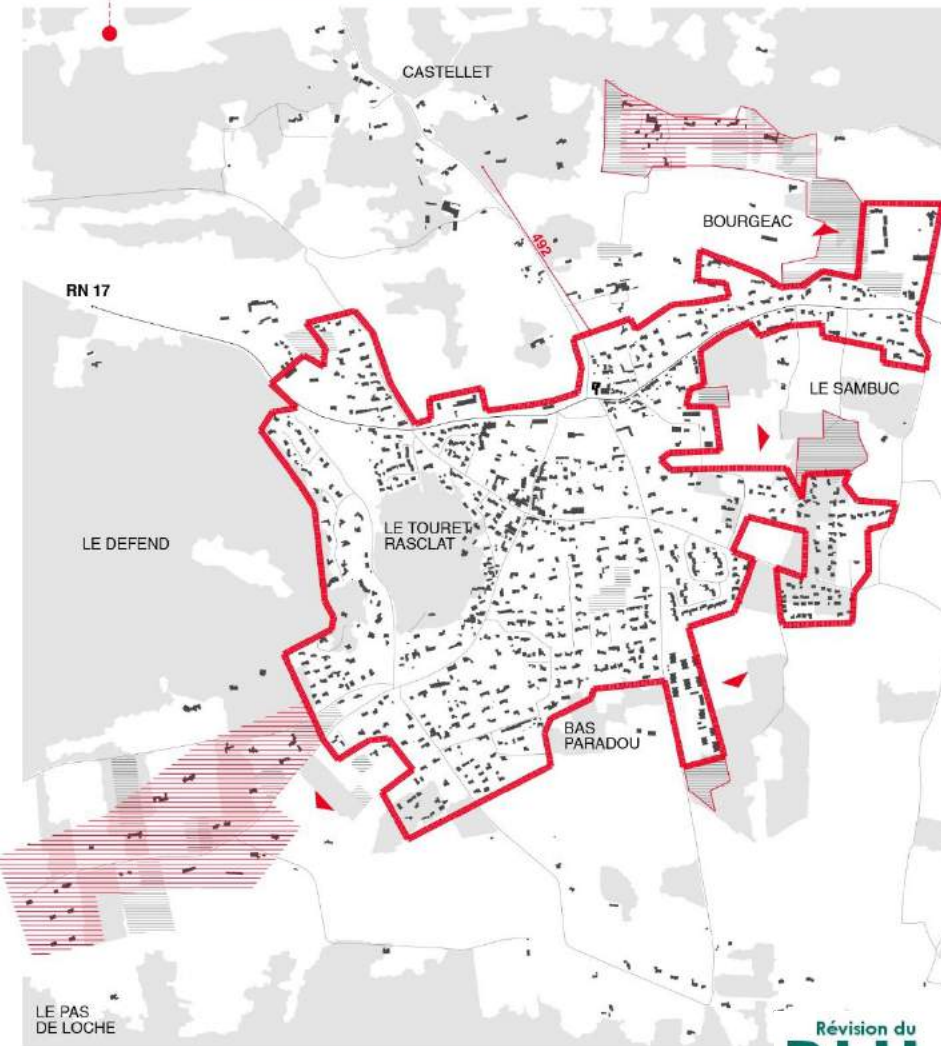 CASTELLET
BOURGEAC
492
RN 17
LE SAMBUC
LE DEFEND
LE TOURET
RASCLAT
BAS
PARADOU
LE PAS
DE LOCHE
Révision du